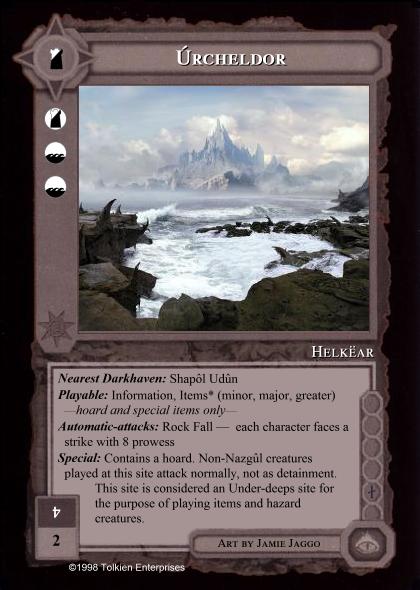 Úrcheldor
Helkëar
Nearest Darkhaven: Shapôl Udûn
Playable: Information, Items* (minor, major, greater)
—hoard and special items only—
Automatic-attacks: Rock Fall — each character faces a
strike with 8 prowess
Special: Contains a hoard. Non-Nazgûl creatures
played at this site attack normally, not as detainment.
This site is considered an Under-deeps site for
the purpose of playing items and hazard
creatures.
4
2
Art by Jamie Jaggo
©1998 Tolkien Enterprises